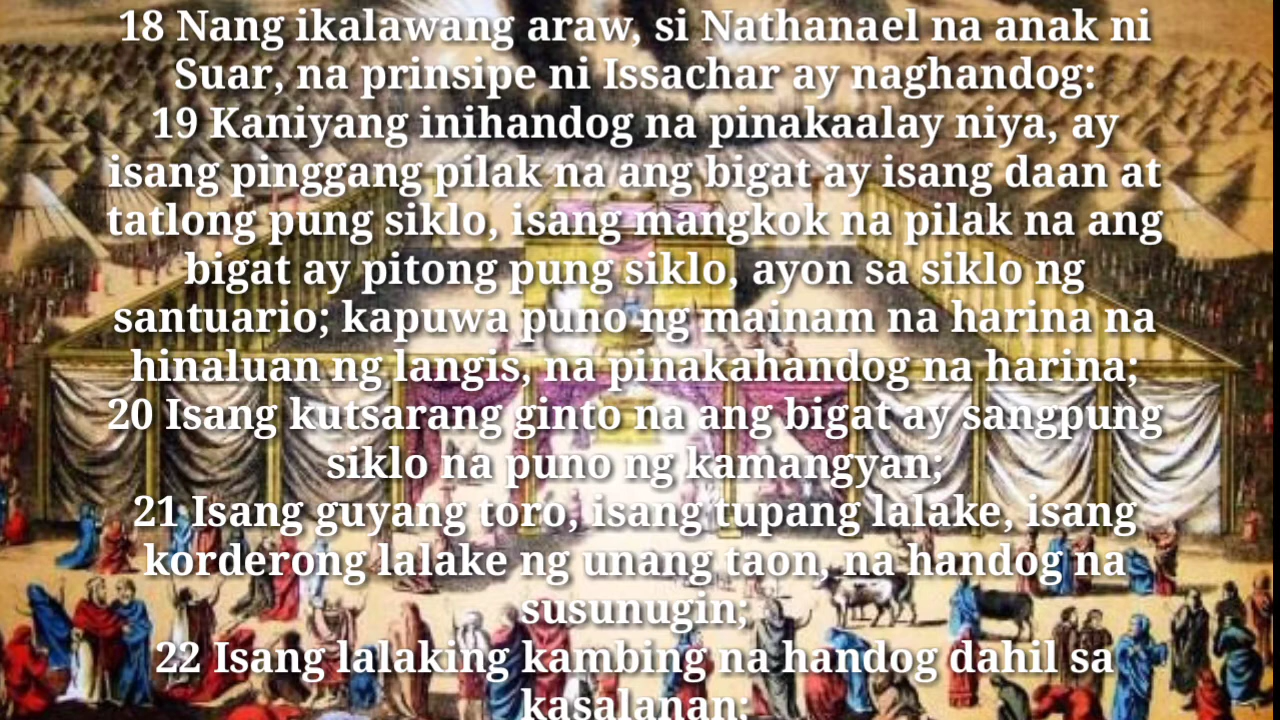 18 Nang ikalawang araw, si Nathanael na anak ni
Suar, na prinsipe ni Issachar ay naghandog:
19 Kaniyang inihandog na pinakaalay niya, ay
isang pinggang pilak na ang bigat ay isang daan at
tatlong pung siklo, isang mangkok na pilak na ang
bigat ay pitong pung siklo, ayon sa siklo ng
santuario; kapuwa puno ng mainam na harina na
hinaluan ng langis, na pinakahandog na harina;
20 Isang kutsarang ginto na ang bigat ay sangpung
siklo na puno ng kamangyan;
21 Isang guyang toro, isang tupang lalake, isang
korderong lalake ng unang taon, na handog na
susunugin;
22 Isang lalaking kambing na handog dahil sa
kasalanan;